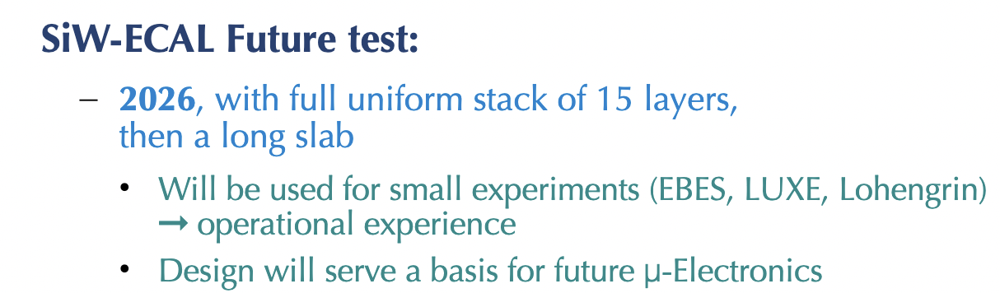 SiW-ECAL Future test:
– 2026, with full uniform stack of 15 layers,
then a long slab
• Will be used for small experiments (EBES, LUXE, Lohengrin)
➞ operational experience
• Design will serve a basis for future µ-Electronics